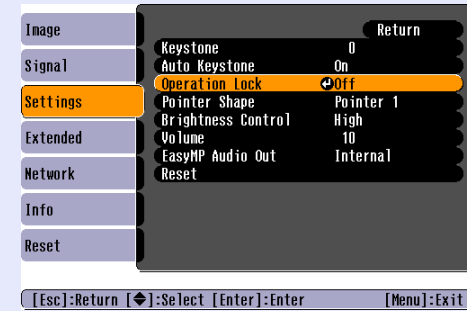 Image
Signal
Settings
Extended
Network
Info
Reset
Return
Keystone 0
Auto Keystone On
Operation Lock Off
Pointer Shape Pointer 1
Brightness Control High
Volume 10
EasyMP Audio Out Internal
Reset
[Esc]:Return [◆]:Select [Enter]:Enter [Menu]:Exit